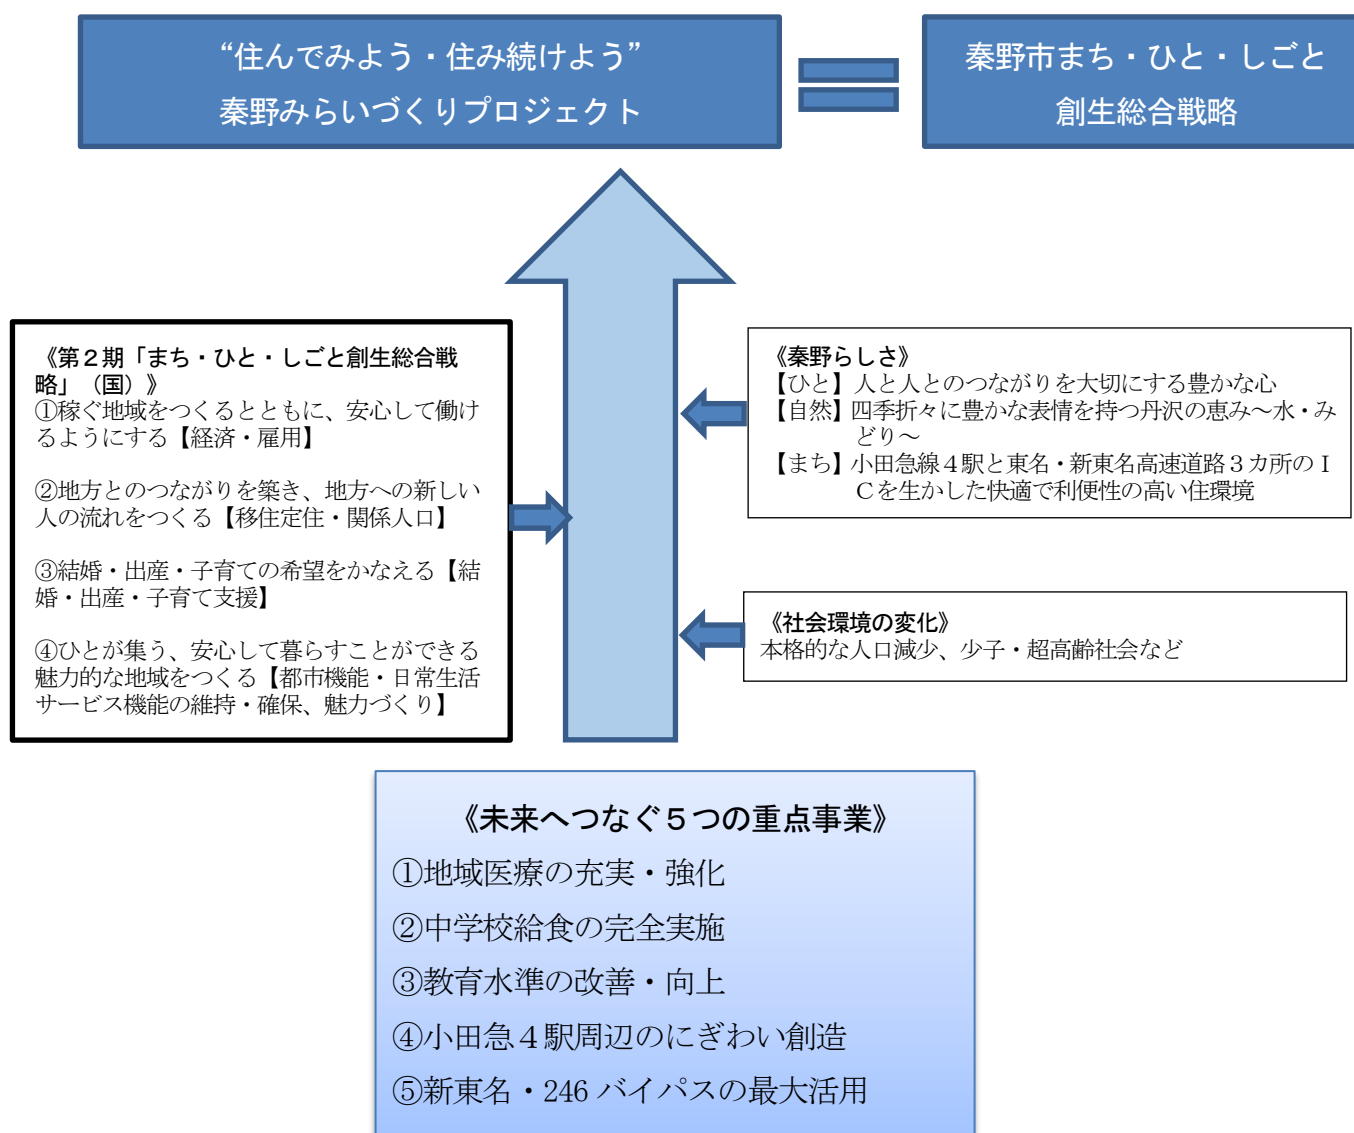 “住んでみよう・住み続けよう”
秦野みらいづくりプロジェクト
秦野市まち・ひと・しごと
創生総合戦略
《第２期「まち・ひと・しごと創生総合戦
略」（国）》
①稼ぐ地域をつくるとともに、安心して働け
るようにする【経済・雇用】
②地方とのつながりを築き、地方への新しい
人の流れをつくる【移住定住・関係人口】
③結婚・出産・子育ての希望をかなえる【結
婚・出産・子育て支援】
④ひとが集う、安心して暮らすことができる
魅力的な地域をつくる【都市機能・日常生活
サービス機能の維持・確保、魅力づくり】
《秦野らしさ》
【ひと】人と人とのつながりを大切にする豊かな心
【自然】四季折々に豊かな表情を持つ丹沢の恵み～水・み
どり～
【まち】小田急線４駅と東名・新東名高速道路３カ所のＩ
Ｃを生かした快適で利便性の高い住環境
《社会環境の変化》
本格的な人口減少、少子・超高齢社会など
《未来へつなぐ５つの重点事業》
①地域医療の充実・強化
②中学校給食の完全実施
③教育水準の改善・向上
④小田急４駅周辺のにぎわい創造
⑤新東名・246 バイパスの最大活用